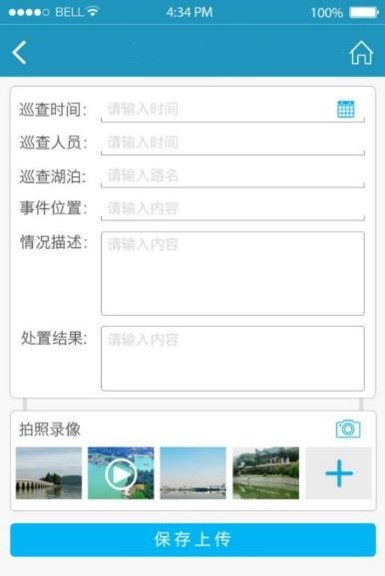 BELL 4:34 PM 100%
巡查时间： 请输入时间
巡查人员： 请输入时间
巡查湖泊： 请输入路名
事件位置： 请输入内容
情况描述： 请输入内容
处置结果： 请输入内容
拍照录像
保存上传